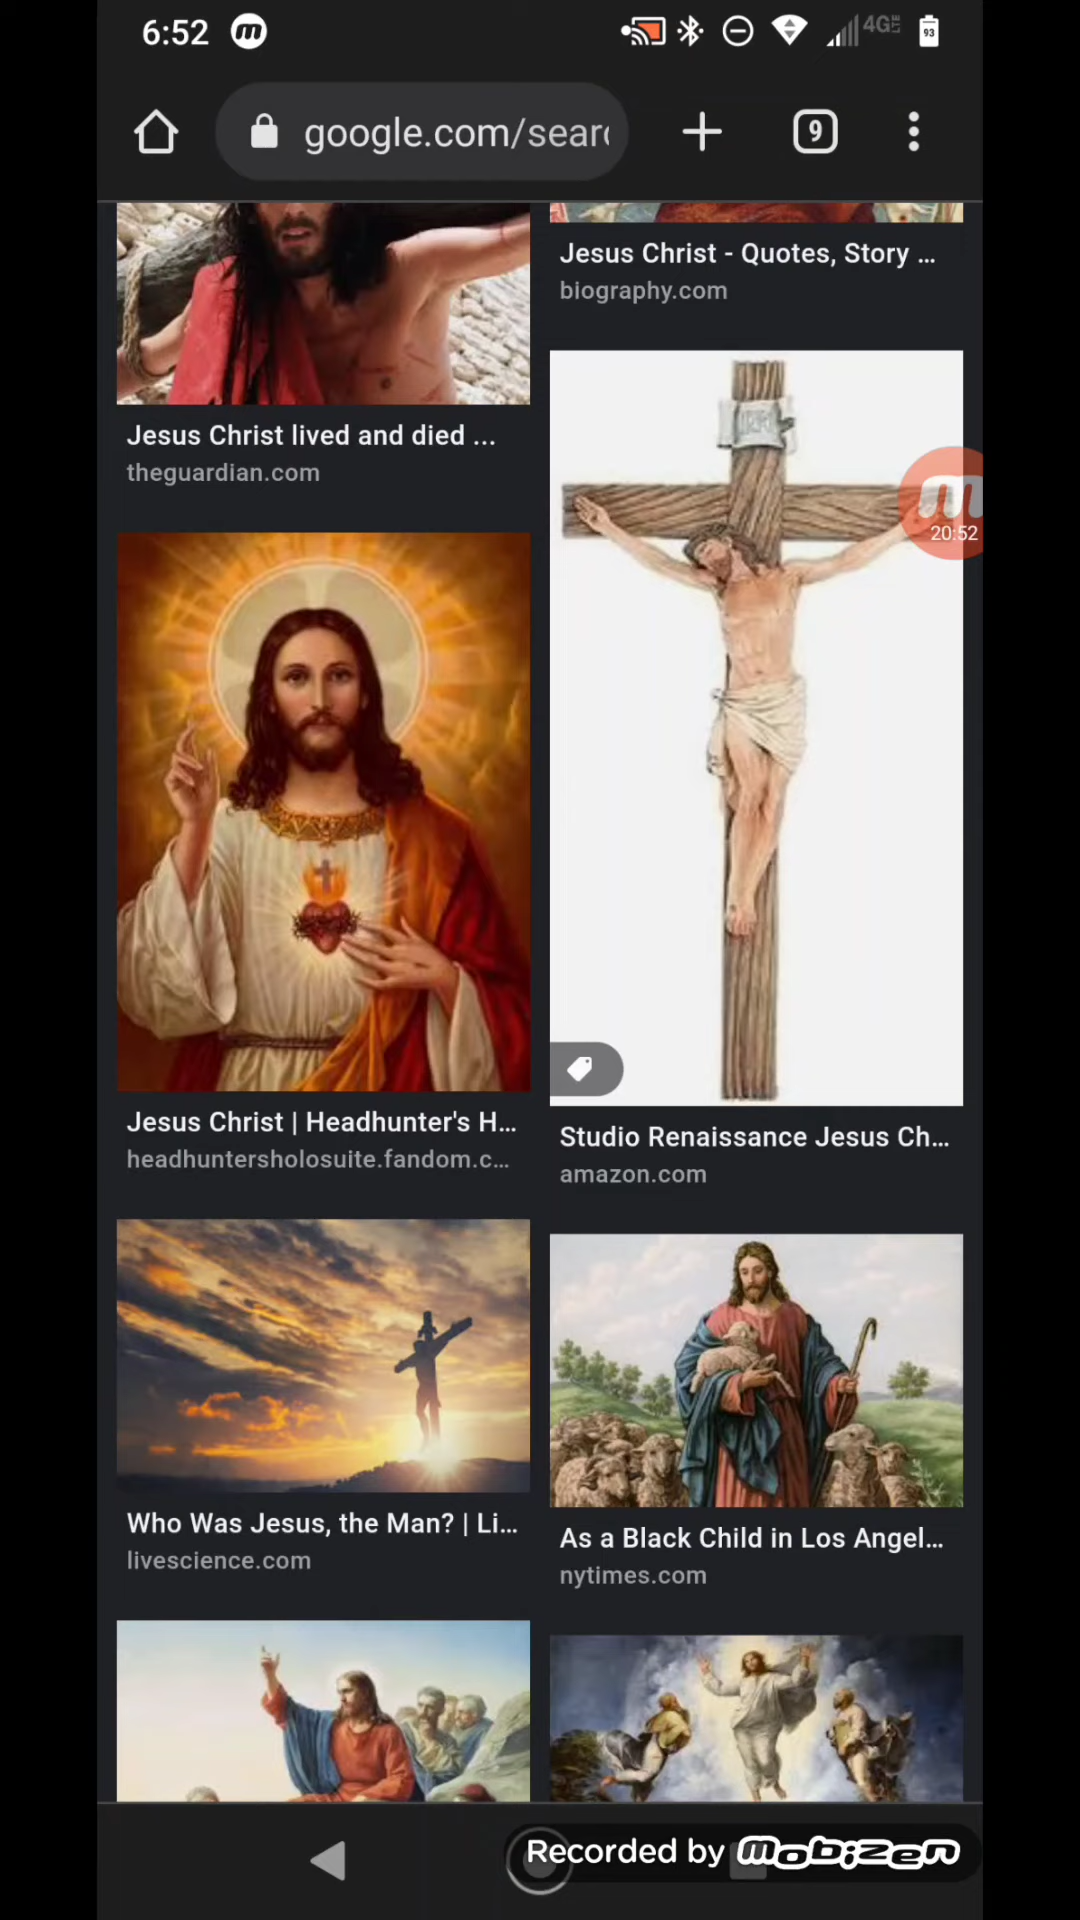 6:52
4G
93
google.com/sear
9
Jesus Christ - Quotes, Story ...
biography.com
Jesus Christ lived and died ...
theguardian.com
20:52
Jesus Christ | Headhunter's H...
headhuntersholosuite.fandom.c...
Studio Renaissance Jesus Ch...
amazon.com
Who Was Jesus, the Man? | Li...
livescience.com
As a Black Child in Los Angel...
nytimes.com
Recorded by mobizen